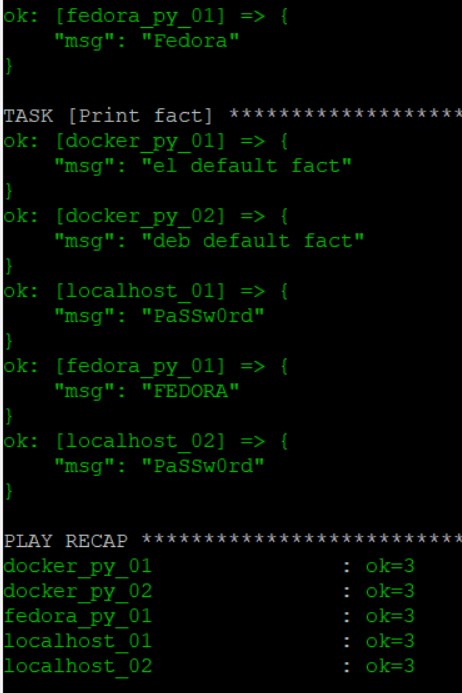 ok: [fedora_py_01] => {
    "msg": "Fedora"
}
TASK [Print fact] *******************
ok: [docker_py_01] => {
    "msg": "el default fact"
}
ok: [docker_py_02] => {
    "msg": "deb default fact"
}
ok: [localhost_01] => {
    "msg": "PaSSw0rd"
}
ok: [fedora_py_01] => {
    "msg": "FEDORA"
}
ok: [localhost_02] => {
    "msg": "PaSSw0rd"
}
PLAY RECAP **************************
docker_py_01               : ok=3
docker_py_02               : ok=3
fedora_py_01               : ok=3
localhost_01               : ok=3
localhost_02               : ok=3